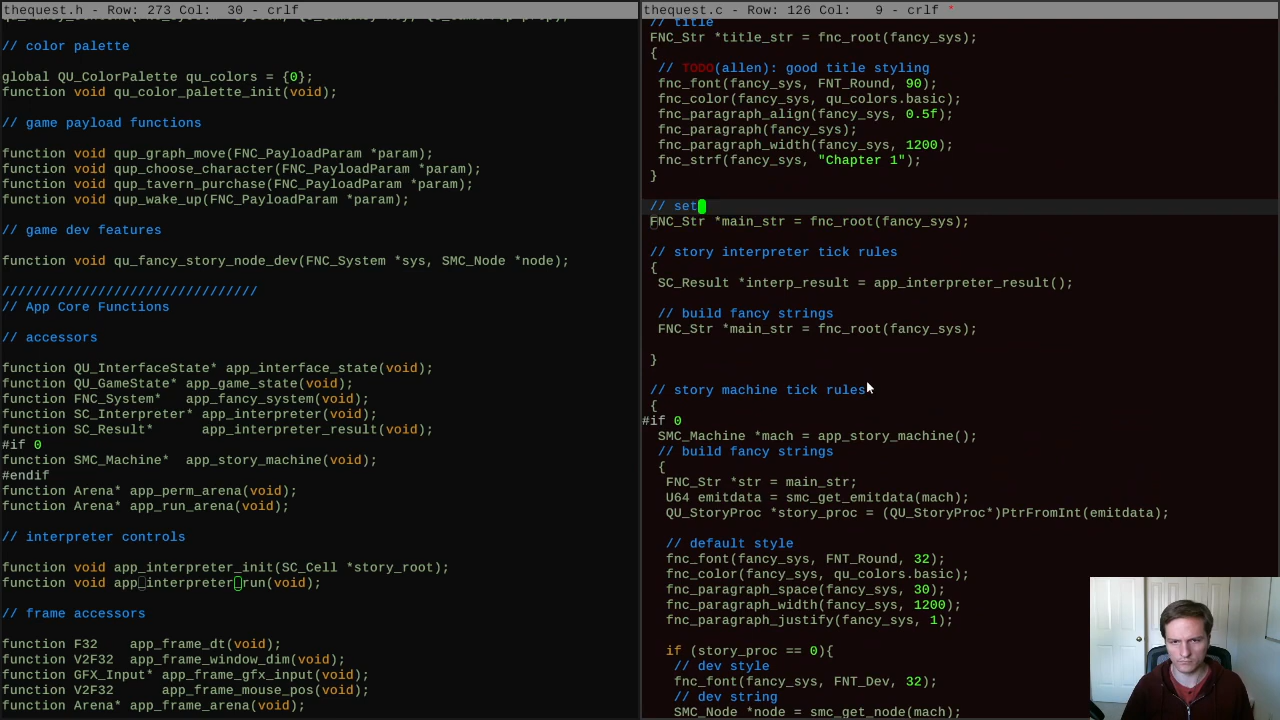 thequest.h - Row: 273 Col:  30 - crlf
// color palette
global QU_ColorPalette qu_colors = {0};
function void qu_color_palette_init(void);
// game payload functions
function void qup_graph_move(FNC_PayloadParam *param);
function void qup_choose_character(FNC_PayloadParam *param);
function void qup_tavern_purchase(FNC_PayloadParam *param);
function void qup_wake_up(FNC_PayloadParam *param);
// game dev features
function void qu_fancy_story_node_dev(FNC_System *sys, SMC_Node *node);
////////////////////////////////
// App Core Functions
// accessors
function QU_InterfaceState* app_interface_state(void);
function QU_GameState* app_game_state(void);
function FNC_System*   app_fancy_system(void);
function SC_Interpreter* app_interpreter(void);
function SC_Result*      app_interpreter_result(void);
#if 0
function SMC_Machine*  app_story_machine(void);
#endif
function Arena* app_perm_arena(void);
function Arena* app_run_arena(void);
// interpreter controls
function void app_interpreter_init(SC_Cell *story_root);
function void app_interpreter_run(void);
// frame accessors
function F32    app_frame_dt(void);
function V2F32  app_frame_window_dim(void);
function GFX_Input* app_frame_gfx_input(void);
function V2F32      app_frame_mouse_pos(void);
function Arena* app_frame_arena(void);
thequest.c - Row: 126 Col:   9 - crlf *
// title
FNC_Str *title_str = fnc_root(fancy_sys);
{
// TODO(allen): good title styling
fnc_font(fancy_sys, FNT_Round, 90);
fnc_color(fancy_sys, qu_colors.basic);
fnc_paragraph_align(fancy_sys, 0.5f);
fnc_paragraph(fancy_sys);
fnc_paragraph_width(fancy_sys, 1200);
fnc_strf(fancy_sys, "Chapter 1");
}
// set
FNC_Str *main_str = fnc_root(fancy_sys);
// story interpreter tick rules
{
SC_Result *interp_result = app_interpreter_result();
// build fancy strings
FNC_Str *main_str = fnc_root(fancy_sys);
}
// story machine tick rules
{
#if 0
SMC_Machine *mach = app_story_machine();
// build fancy strings
{
FNC_Str *str = main_str;
U64 emitdata = smc_get_emitdata(mach);
QU_StoryProc *story_proc = (QU_StoryProc*)PtrFromInt(emitdata);
// default style
fnc_font(fancy_sys, FNT_Round, 32);
fnc_color(fancy_sys, qu_colors.basic);
fnc_paragraph_space(fancy_sys, 30);
fnc_paragraph_width(fancy_sys, 1200);
fnc_paragraph_justify(fancy_sys, 1);
if (story_proc == 0){
// dev style
fnc_font(fancy_sys, FNT_Dev, 32);
// dev string
SMC_Node *node = smc_get_node(mach);